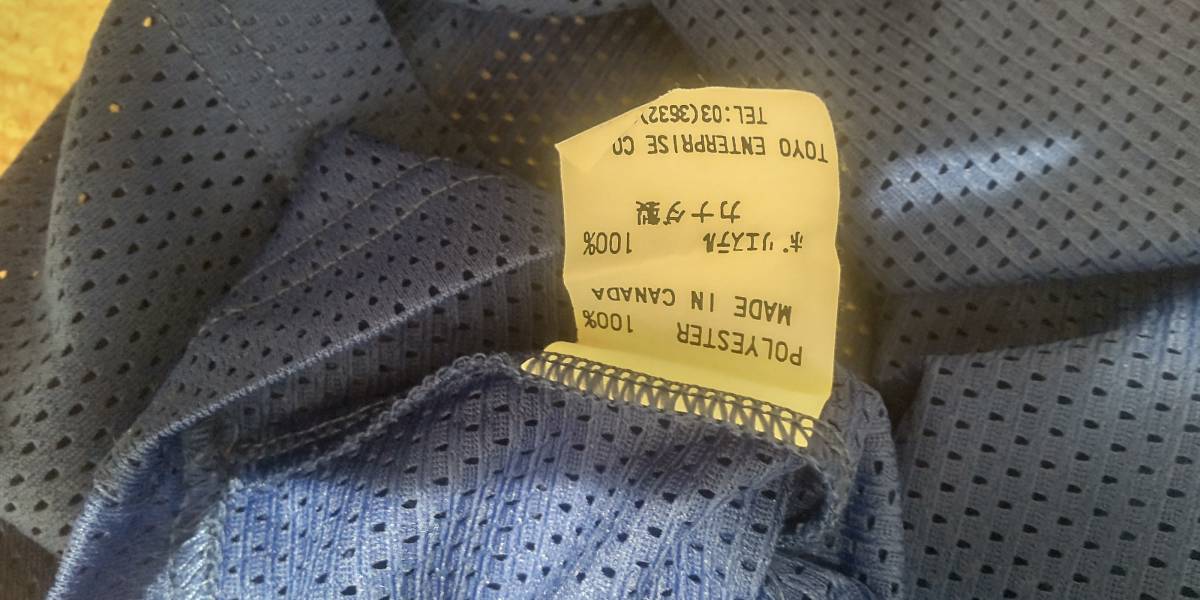 POLYESTER 100%
MADE IN CANADA
ポリエステル 100%
カナダ製
TOYO ENTERPRISE CO
TEL:03(3632)